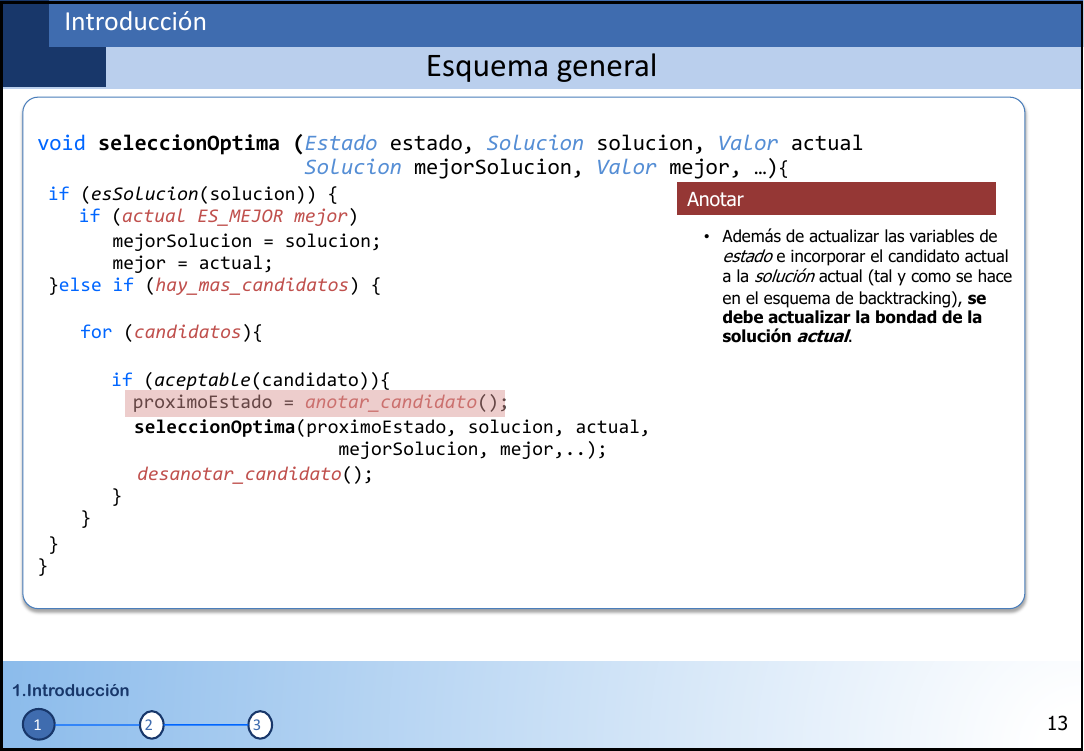 Introducción
Esquema general
void seleccionOptima (Estado estado, Solucion solucion, Valor actual
Solucion mejorSolucion, Valor mejor, …){
if (esSolucion(solucion)) {
if (actual ES_MEJOR mejor)
mejorSolucion = solucion;
mejor = actual;
}else if (hay_mas_candidatos) {
for (candidatos){
if (aceptable(candidato)){
proximoEstado = anotar_candidato();
seleccionOptima(proximoEstado, solucion, actual,
mejorSolucion, mejor,..);
desanotar_candidato();
}
}
}
}
Anotar
• Además de actualizar las variables de
estado e incorporar el candidato actual
a la solución actual (tal y como se hace
en el esquema de backtracking), se
debe actualizar la bondad de la
solución actual.
1.Introducción
1 2 3
13